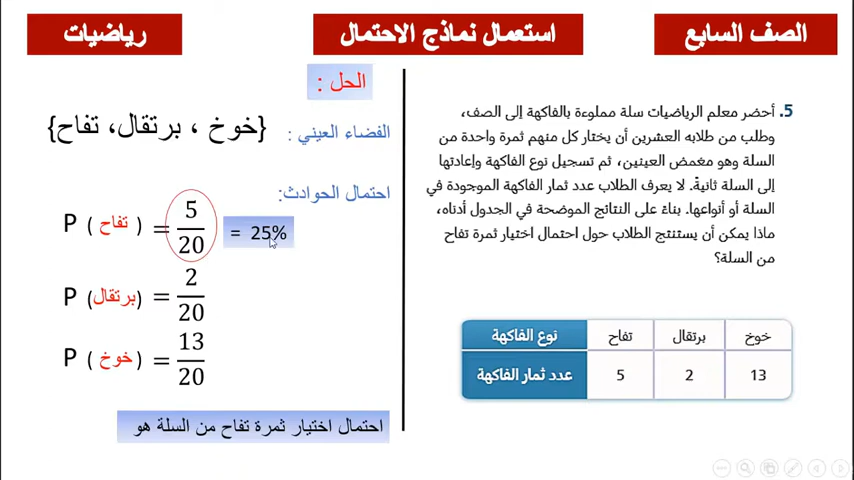 الصف السابع
استعمال نماذج الاحتمال
رياضيات
5. أحضر معلم الرياضيات سلة مملوءة بالفاكهة إلى الصف،
وطلب من طلابه العشرين أن يختار كل منهم ثمرة واحدة من
السلة وهو مغمض العينين، ثم تسجيل نوع الفاكهة وإعادتها
إلى السلة ثانيةً. لا يعرف الطلاب عدد ثمار الفاكهة الموجودة في
السلة أو أنواعها. بناءً على النتائج الموضحة في الجدول أدناه،
ماذا يمكن أن يستنتج الطلاب حول احتمال اختيار ثمرة تفاح
من السلة؟
نوع الفاكهة تفاح برتقال خوخ
عدد ثمار الفاكهة 5 2 13
الحل :
الفضاء العيني : {خوخ ، برتقال، تفاح}
احتمال الحوادث:
P ( تفاح ) = 5/20 = 25%
P (برتقال) = 2/20
P ( خوخ ) = 13/20
احتمال اختيار ثمرة تفاح من السلة هو